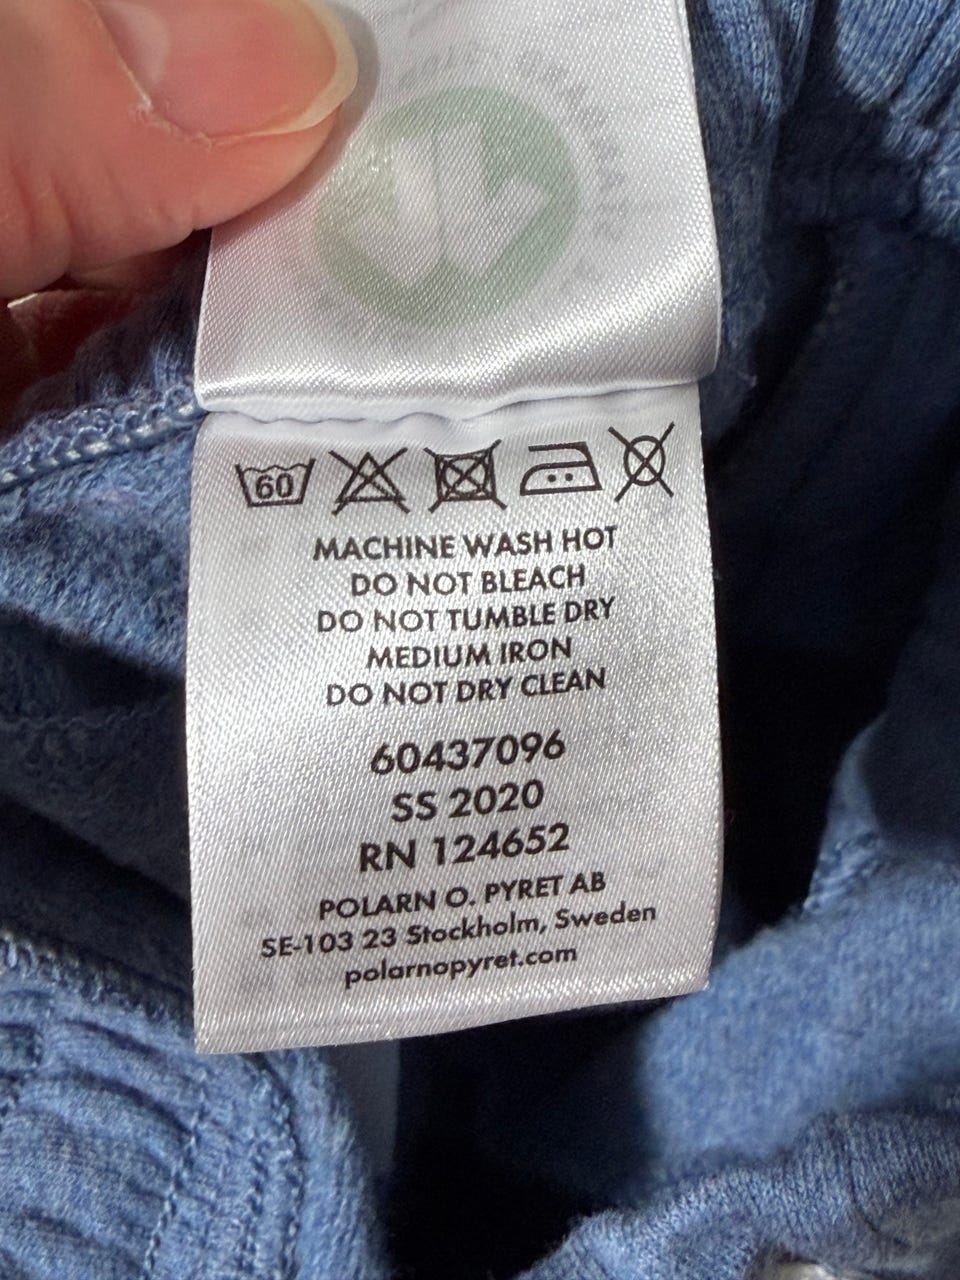 60
MACHINE WASH HOT
DO NOT BLEACH
DO NOT TUMBLE DRY
MEDIUM IRON
DO NOT DRY CLEAN
60437096
SS 2020
RN 124652
POLARN O. PYRET AB
SE-103 23 Stockholm, Sweden
polarnopyret.com